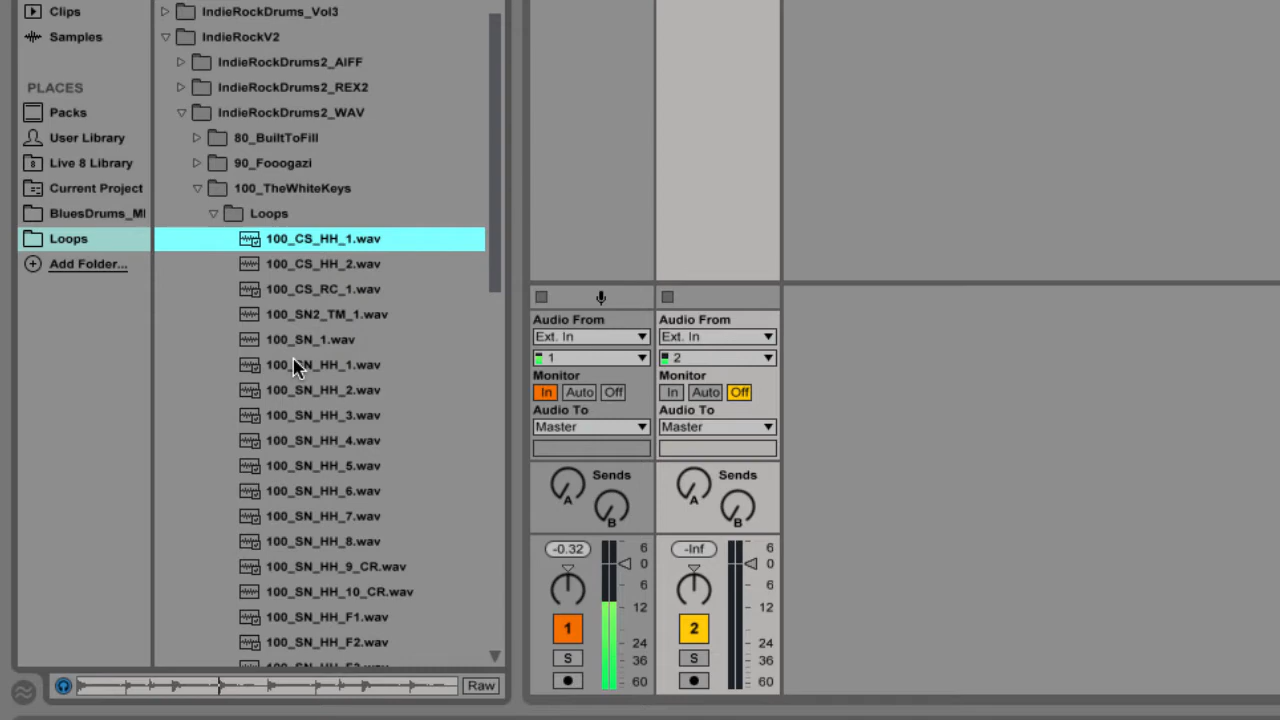 Clips
Samples
PLACES
Packs
User Library
Live 8 Library
Current Project
BluesDrums_MI
Loops
Add Folder...
IndieRockDrums_Vol3
IndieRockV2
IndieRockDrums2_AIFF
IndieRockDrums2_REX2
IndieRockDrums2_WAV
80_BuiltToFill
90_Fooogazi
100_TheWhiteKeys
Loops
100_CS_HH_1.wav
100_CS_HH_2.wav
100_CS_RC_1.wav
100_SN2_TM_1.wav
100_SN_1.wav
100_SN_HH_1.wav
100_SN_HH_2.wav
100_SN_HH_3.wav
100_SN_HH_4.wav
100_SN_HH_5.wav
100_SN_HH_6.wav
100_SN_HH_7.wav
100_SN_HH_8.wav
100_SN_HH_9_CR.wav
100_SN_HH_10_CR.wav
100_SN_HH_F1.wav
100_SN_HH_F2.wav
Raw
Audio From
Ext. In
1
Monitor
In Auto Off
Audio To
Master
Sends
A
B
-0.32
6
0
6
12
24
36
60
1
S
Audio From
Ext. In
2
Monitor
In Auto Off
Audio To
Master
Sends
A
B
-Inf
6
0
6
12
24
36
60
2
S